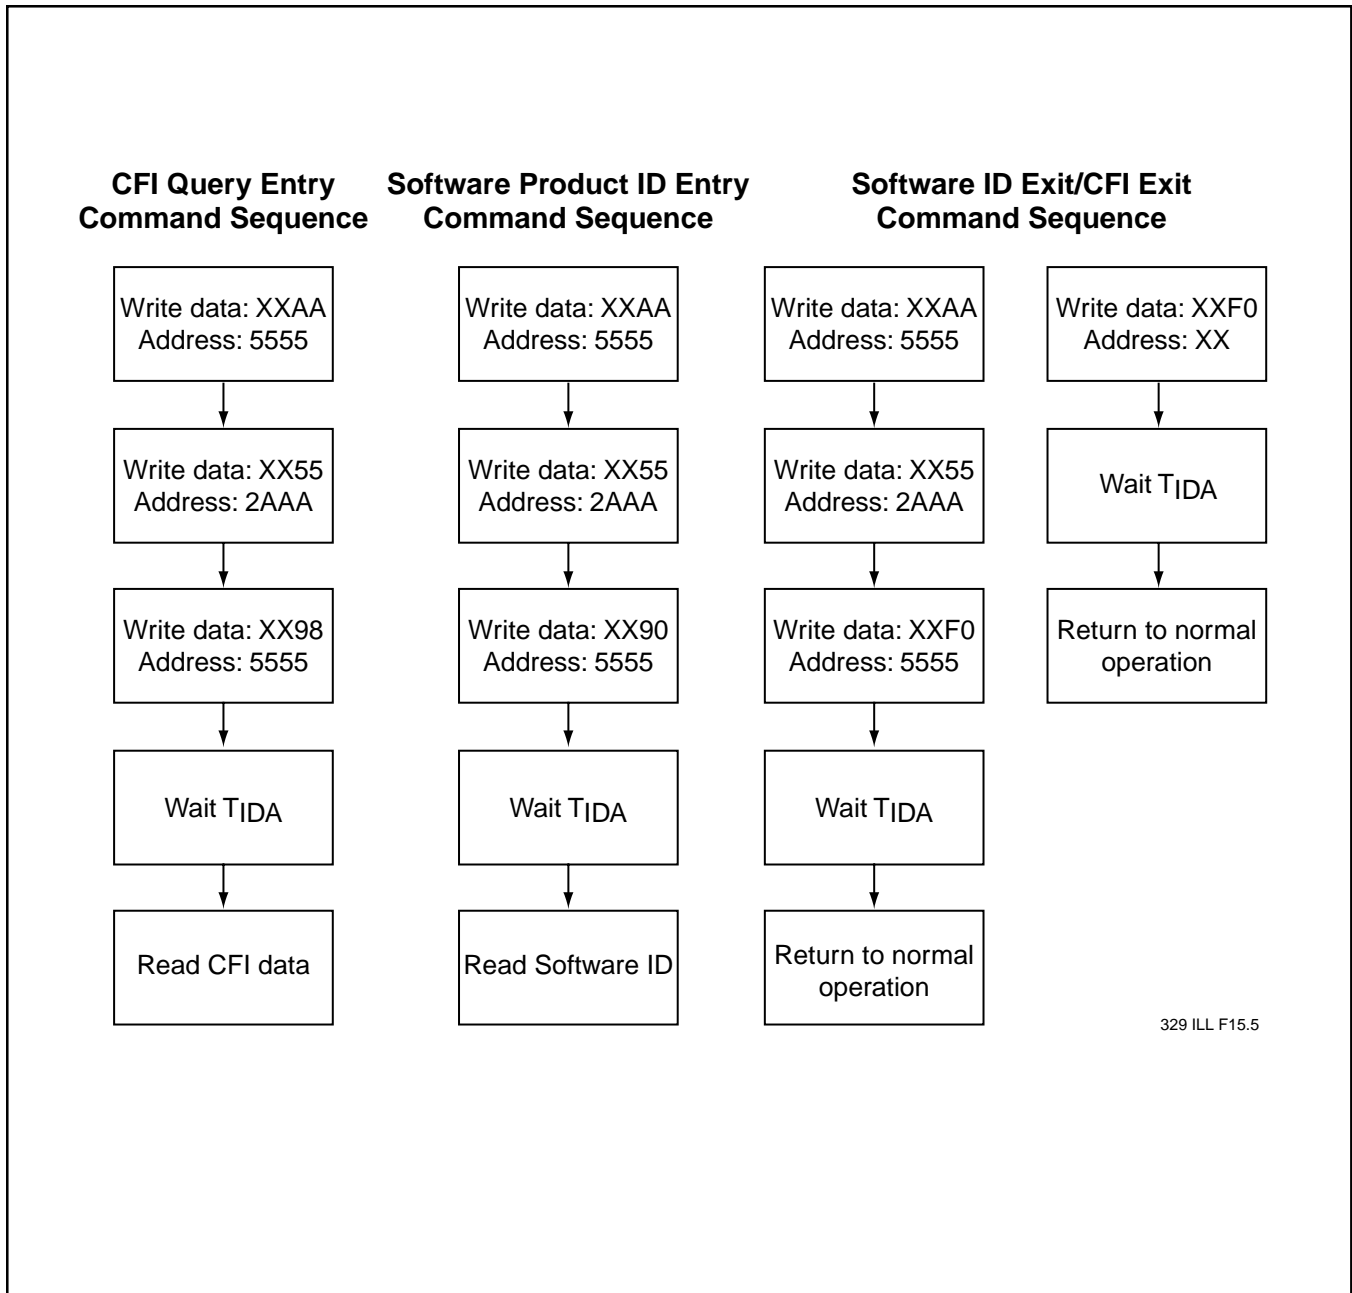 CFI Query Entry
Command Sequence
Write data: XXAA
Address: 5555
Write data: XX55
Address: 2AAA
Write data: XX98
Address: 5555
Wait TIDA
Read CFI data
Software Product ID Entry
Command Sequence
Write data: XXAA
Address: 5555
Write data: XX55
Address: 2AAA
Write data: XX90
Address: 5555
Wait TIDA
Read Software ID
Software ID Exit/CFI Exit
Command Sequence
Write data: XXAA
Address: 5555
Write data: XX55
Address: 2AAA
Write data: XXF0
Address: 5555
Wait TIDA
Return to normal
operation
Write data: XXF0
Address: XX
Wait TIDA
Return to normal
operation
329 ILL F15.5